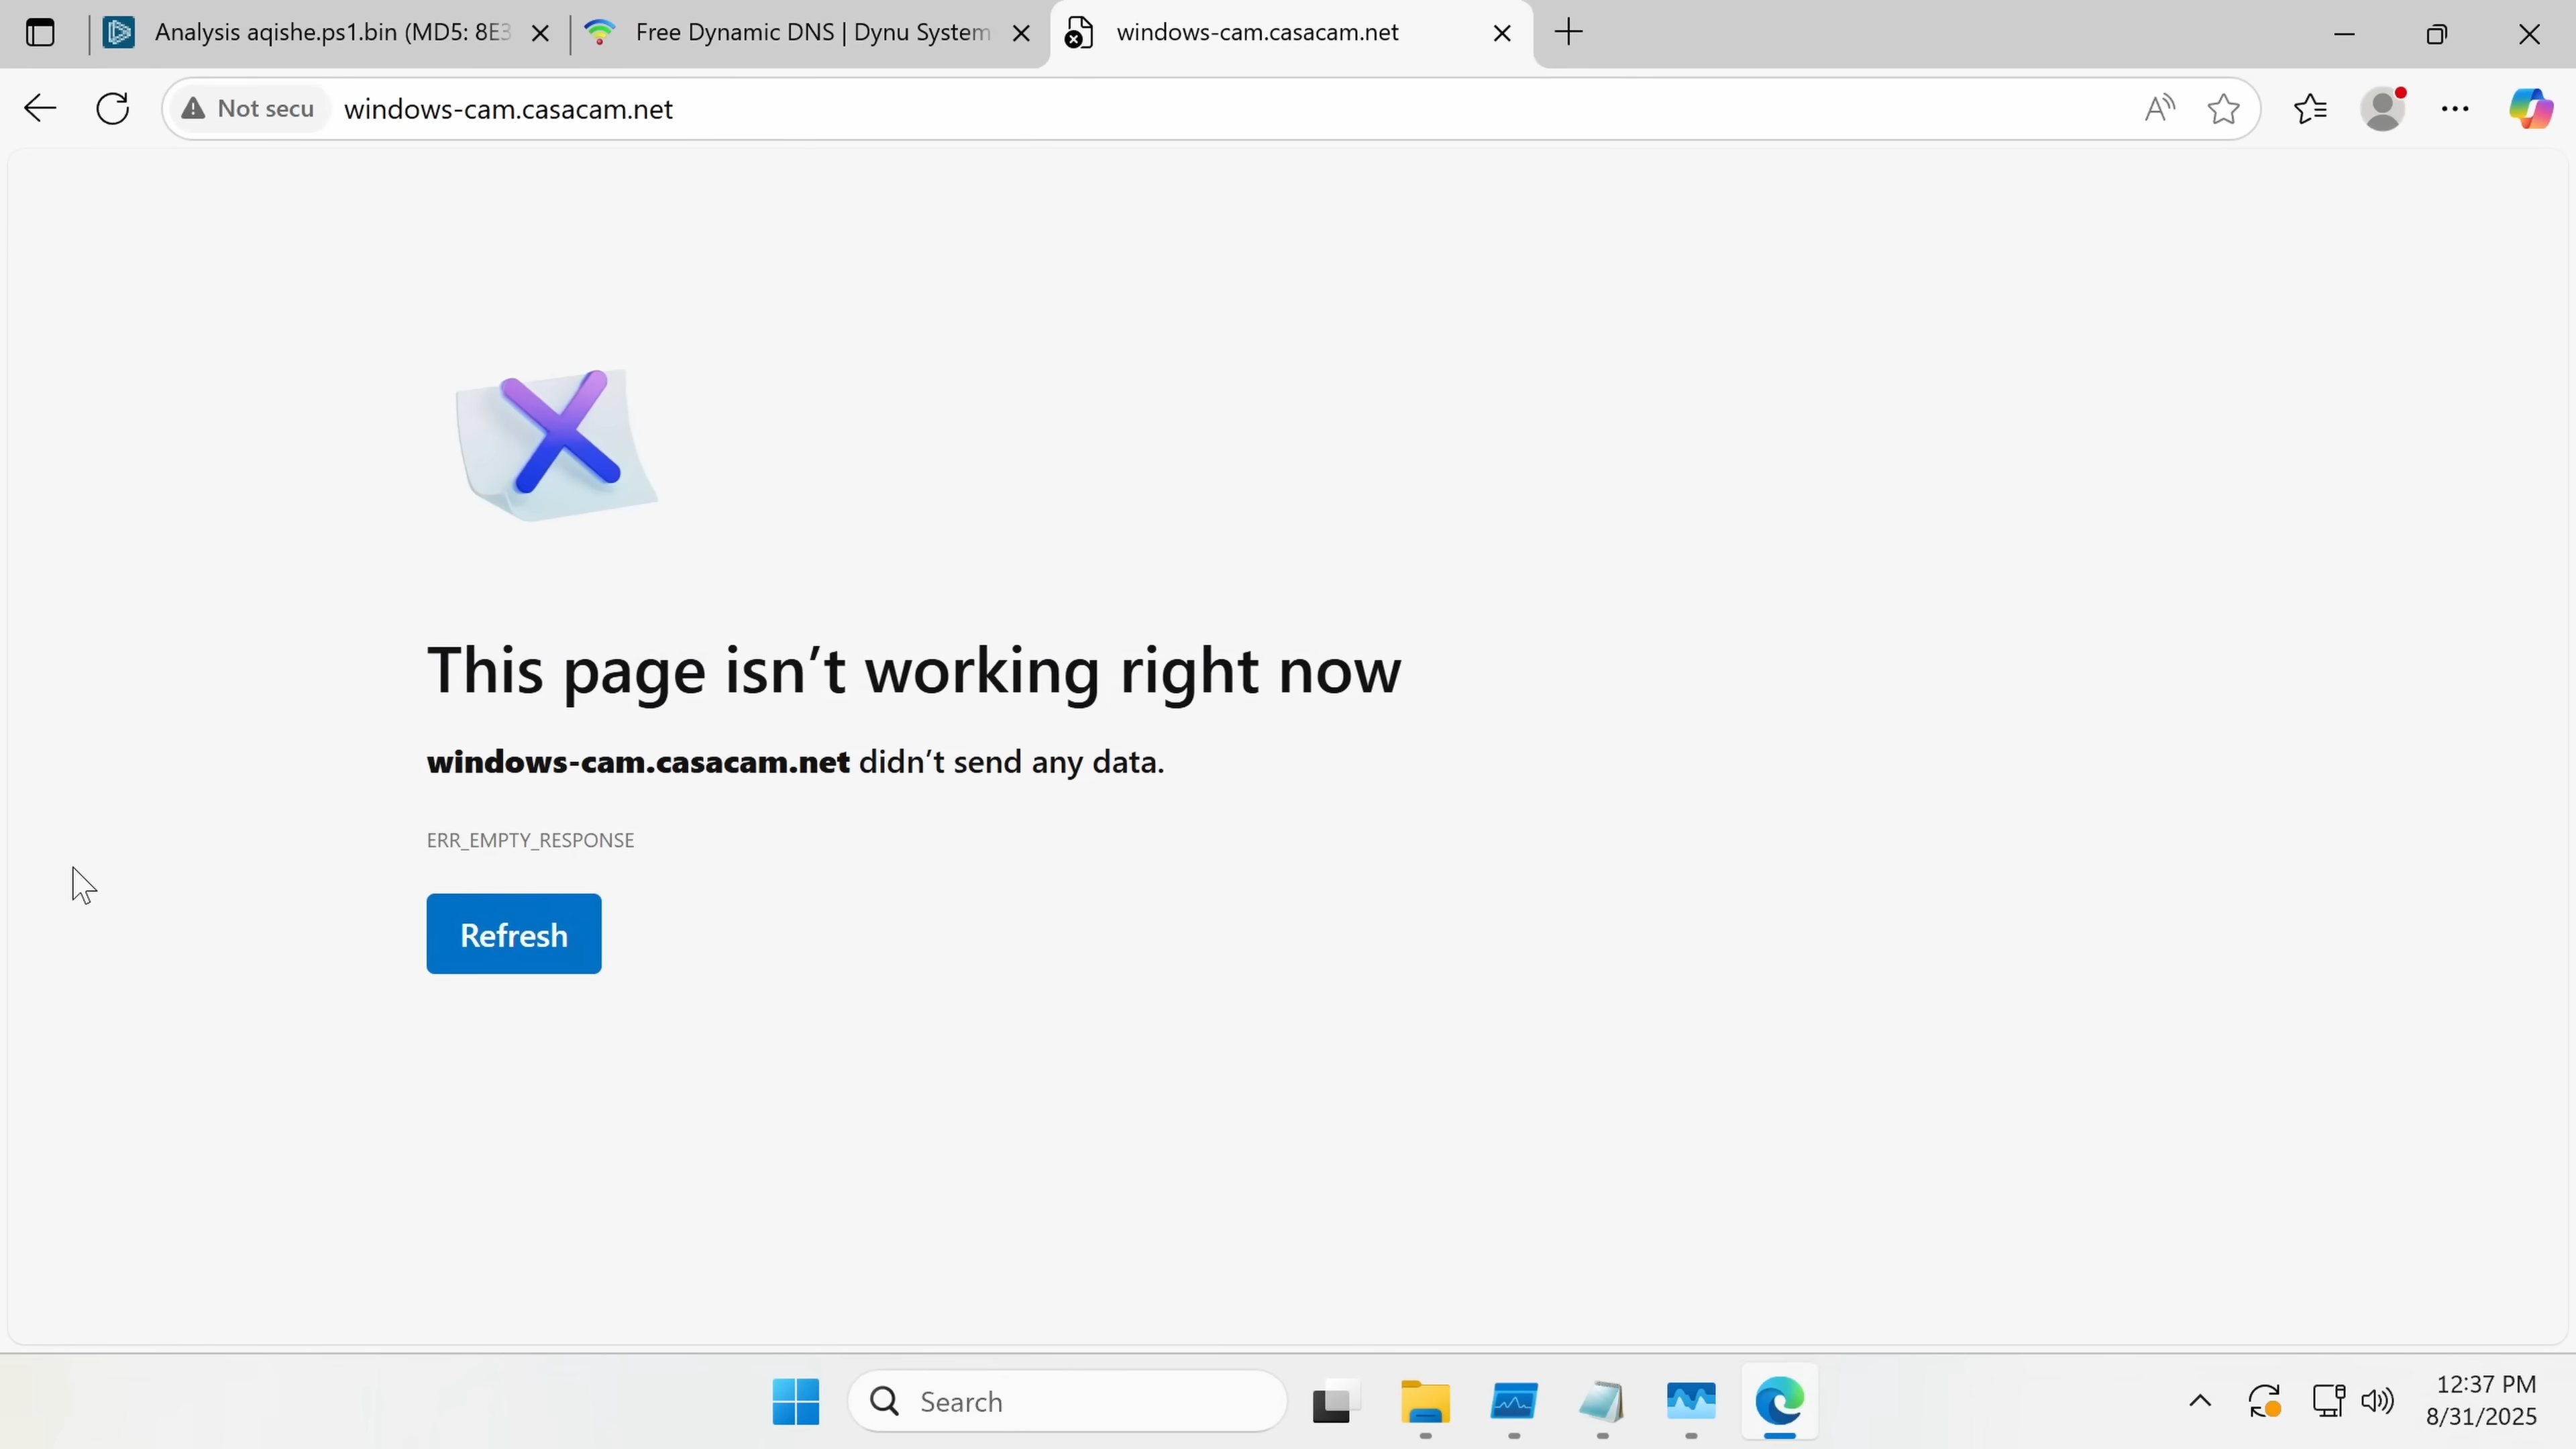 Analysis aqishe.ps1.bin (MD5: 8E3
Free Dynamic DNS | Dynu System
windows-cam.casacam.net
Not secu
windows-cam.casacam.net
This page isn’t working right now
windows-cam.casacam.net didn’t send any data.
ERR_EMPTY_RESPONSE
Refresh
Search
12:37 PM
8/31/2025